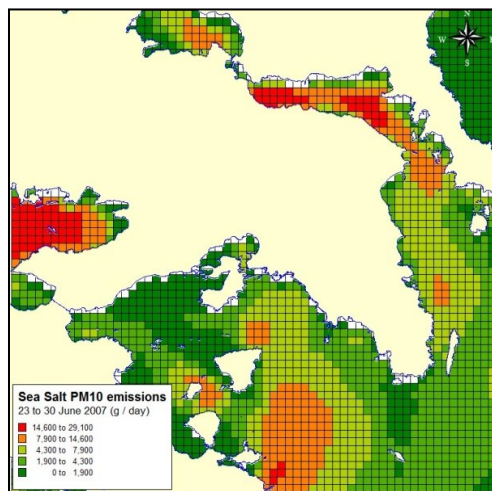 N
W E
S
Sea Salt PM10 emissions
23 to 30 June 2007 (g / day)
14,600 to 29,100
7,900 to 14,600
4,300 to 7,900
1,900 to 4,300
0 to 1,900